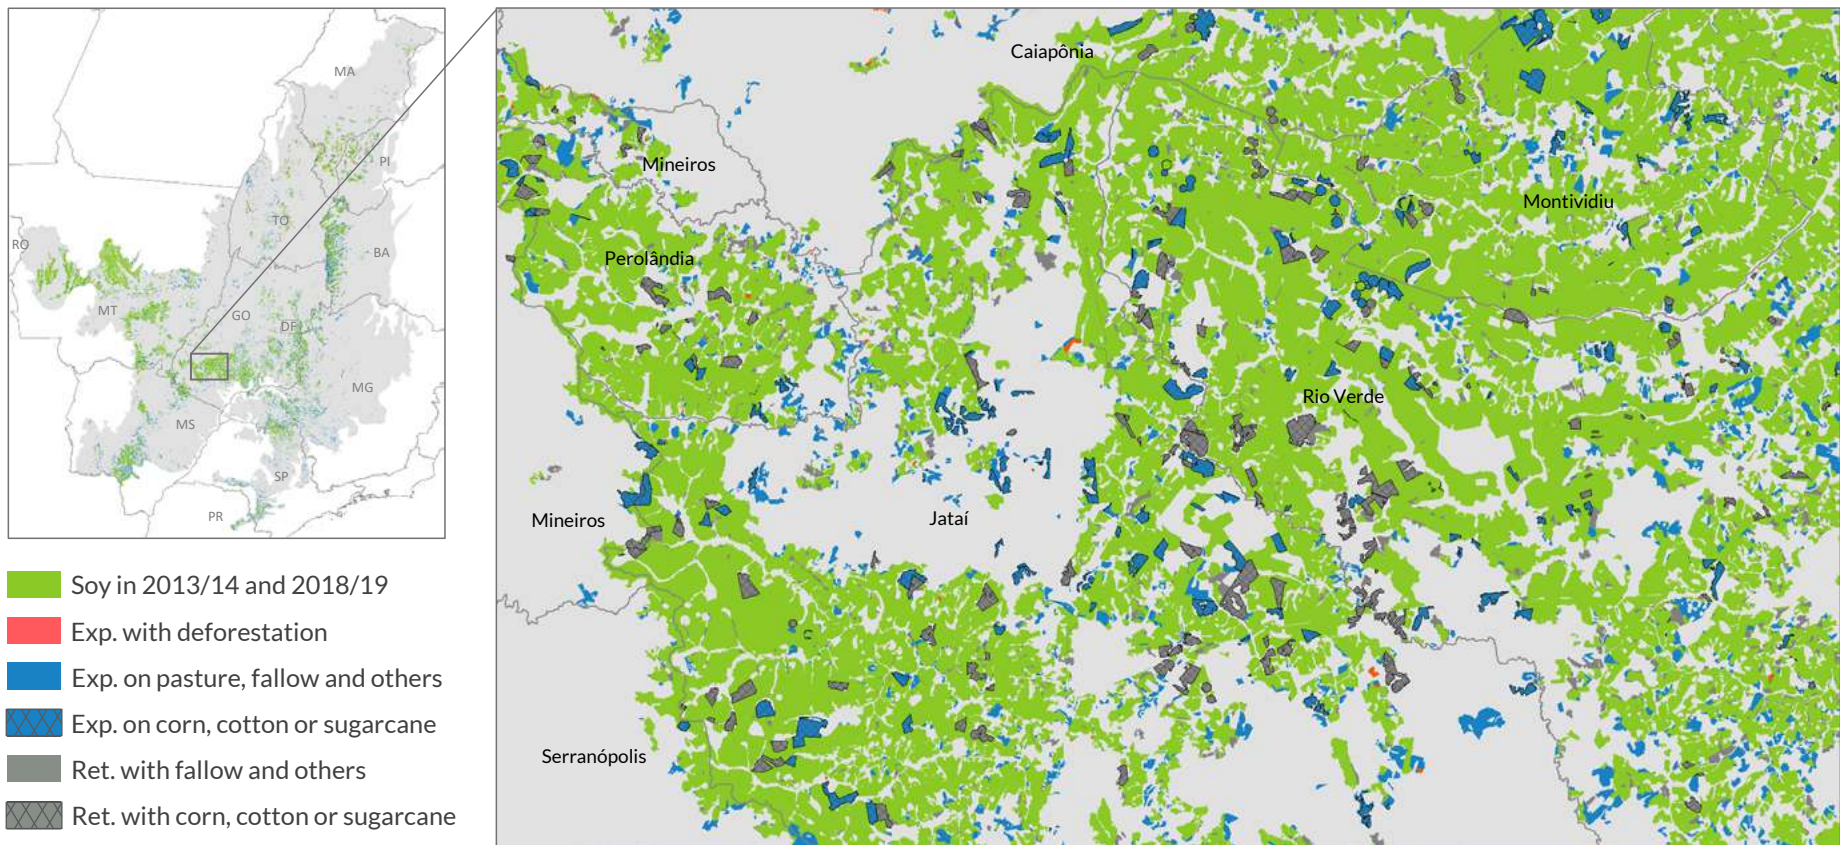 MA
PI
TO
RO
BA
MT
GO
DF
MG
MS
SP
PR
Soy in 2013/14 and 2018/19
Exp. with deforestation
Exp. on pasture, fallow and others
Exp. on corn, cotton or sugarcane
Ret. with fallow and others
Ret. with corn, cotton or sugarcane
Caiapônia
Mineiros
Montividiu
Perolândia
Rio Verde
Mineiros
Jataí
Serranópolis